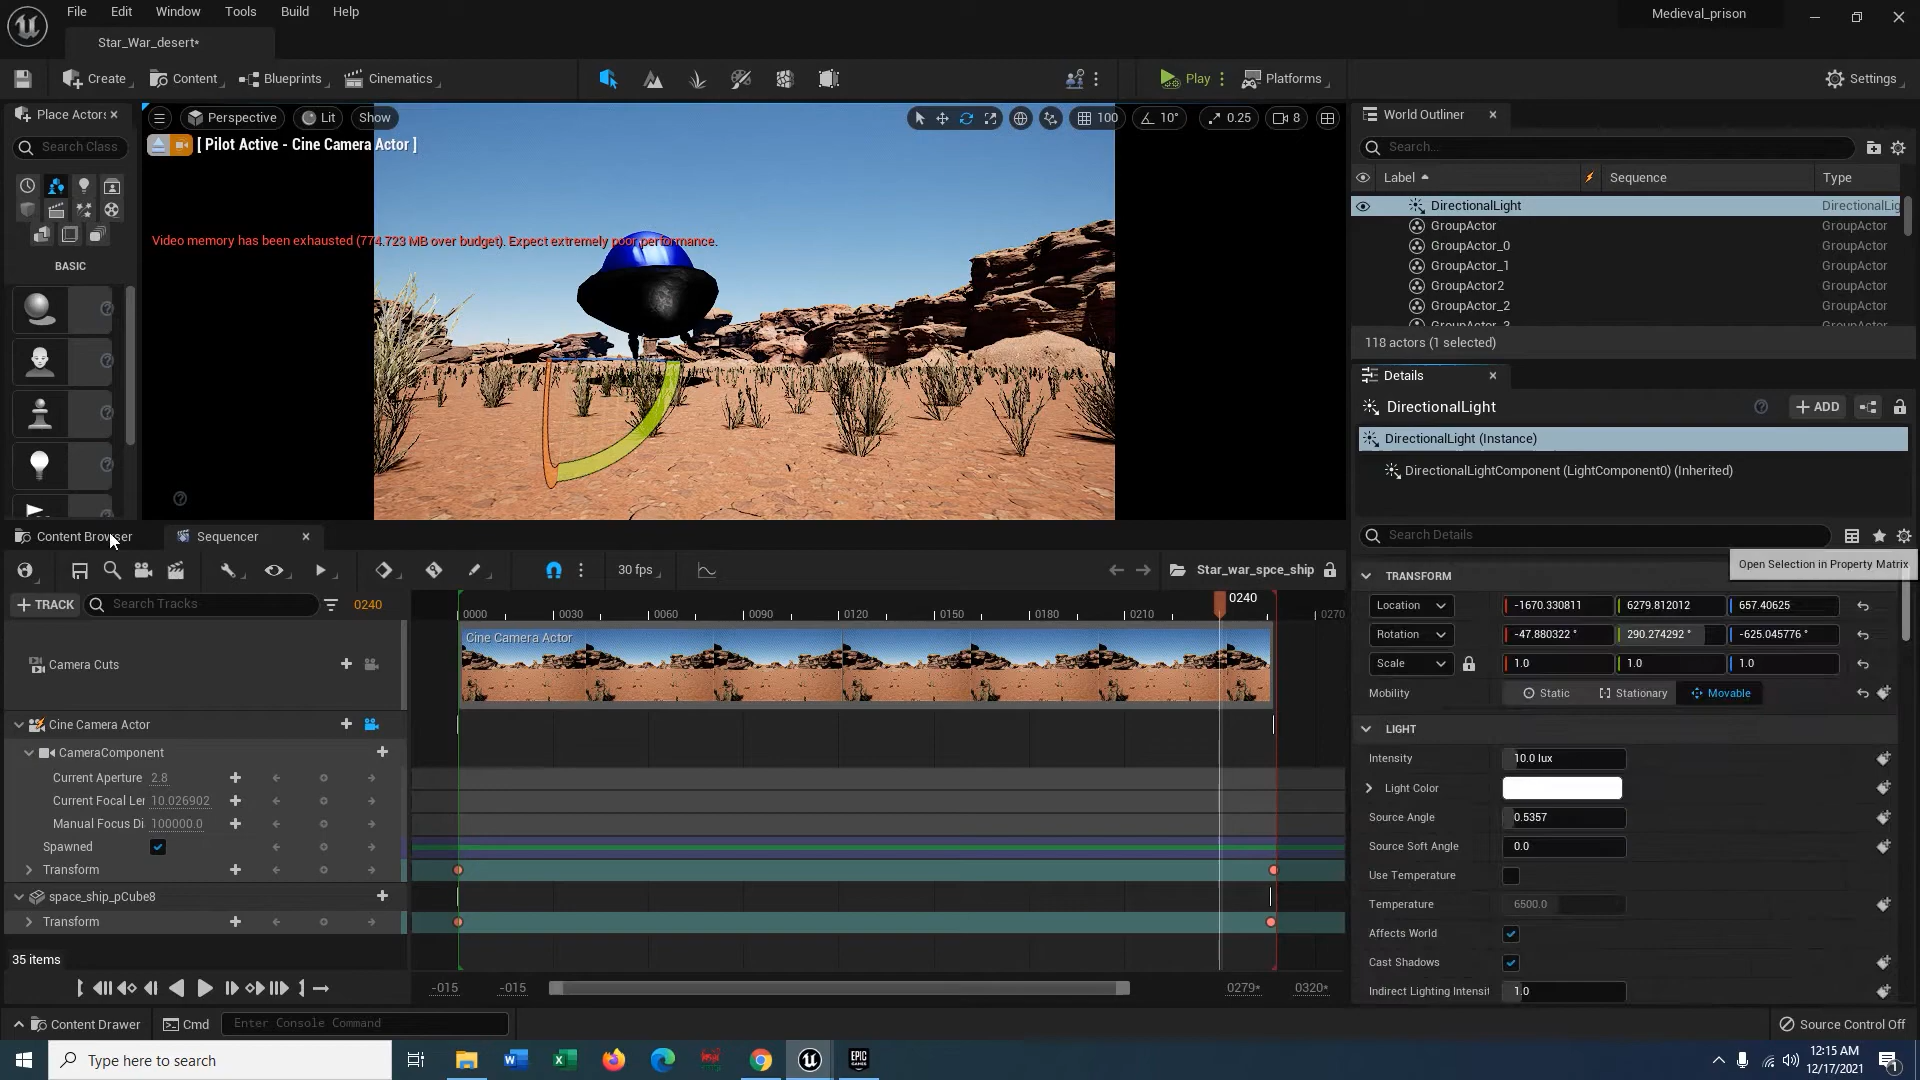 File Edit Window Tools Build Help
Medieval_prison
Star_War_desert*
Create Content Blueprints Cinematics
Play Platforms Settings
Place Actors
Search Class
BASIC
Perspective Lit Show
100 10° 0.25 8
[ Pilot Active - Cine Camera Actor ]
Video memory has been exhausted (774.723 MB over budget). Expect extremely poor performance.
World Outliner
Search...
Label Sequence Type
DirectionalLight DirectionalLig
GroupActor GroupActor
GroupActor_0 GroupActor
GroupActor_1 GroupActor
GroupActor2 GroupActor
GroupActor_2 GroupActor
GroupActor_3 GroupActor
118 actors (1 selected)
Details
DirectionalLight
ADD
DirectionalLight (Instance)
DirectionalLightComponent (LightComponent0) (Inherited)
Search Details
Open Selection in Property Matrix
TRANSFORM
Location -1670.330811 6279.812012 657.40625
Rotation -47.880322 ° 290.274292 ° -625.045776 °
Scale 1.0 1.0 1.0
Mobility Static Stationary Movable
LIGHT
Intensity 10.0 lux
Light Color
Source Angle 0.5357
Source Soft Angle 0.0
Use Temperature
Temperature 6500.0
Affects World
Cast Shadows
Indirect Lighting Intensit 1.0
Content Browser Sequencer
30 fps
Star_war_spce_ship
TRACK Search Tracks 0240
0240
0000 0030 0060 0090 0120 0150 0180 0210 0270
Cine Camera Actor
Camera Cuts
Cine Camera Actor
CameraComponent
Current Aperture 2.8
Current Focal Ler 10.026902
Manual Focus Di 100000.0
Spawned
Transform
space_ship_pCube8
Transform
35 items
-015 -015 0279* 0320*
Content Drawer Cmd Enter Console Command
Source Control Off
Type here to search
EPIC GAMES
12:15 AM
12/17/2021
1